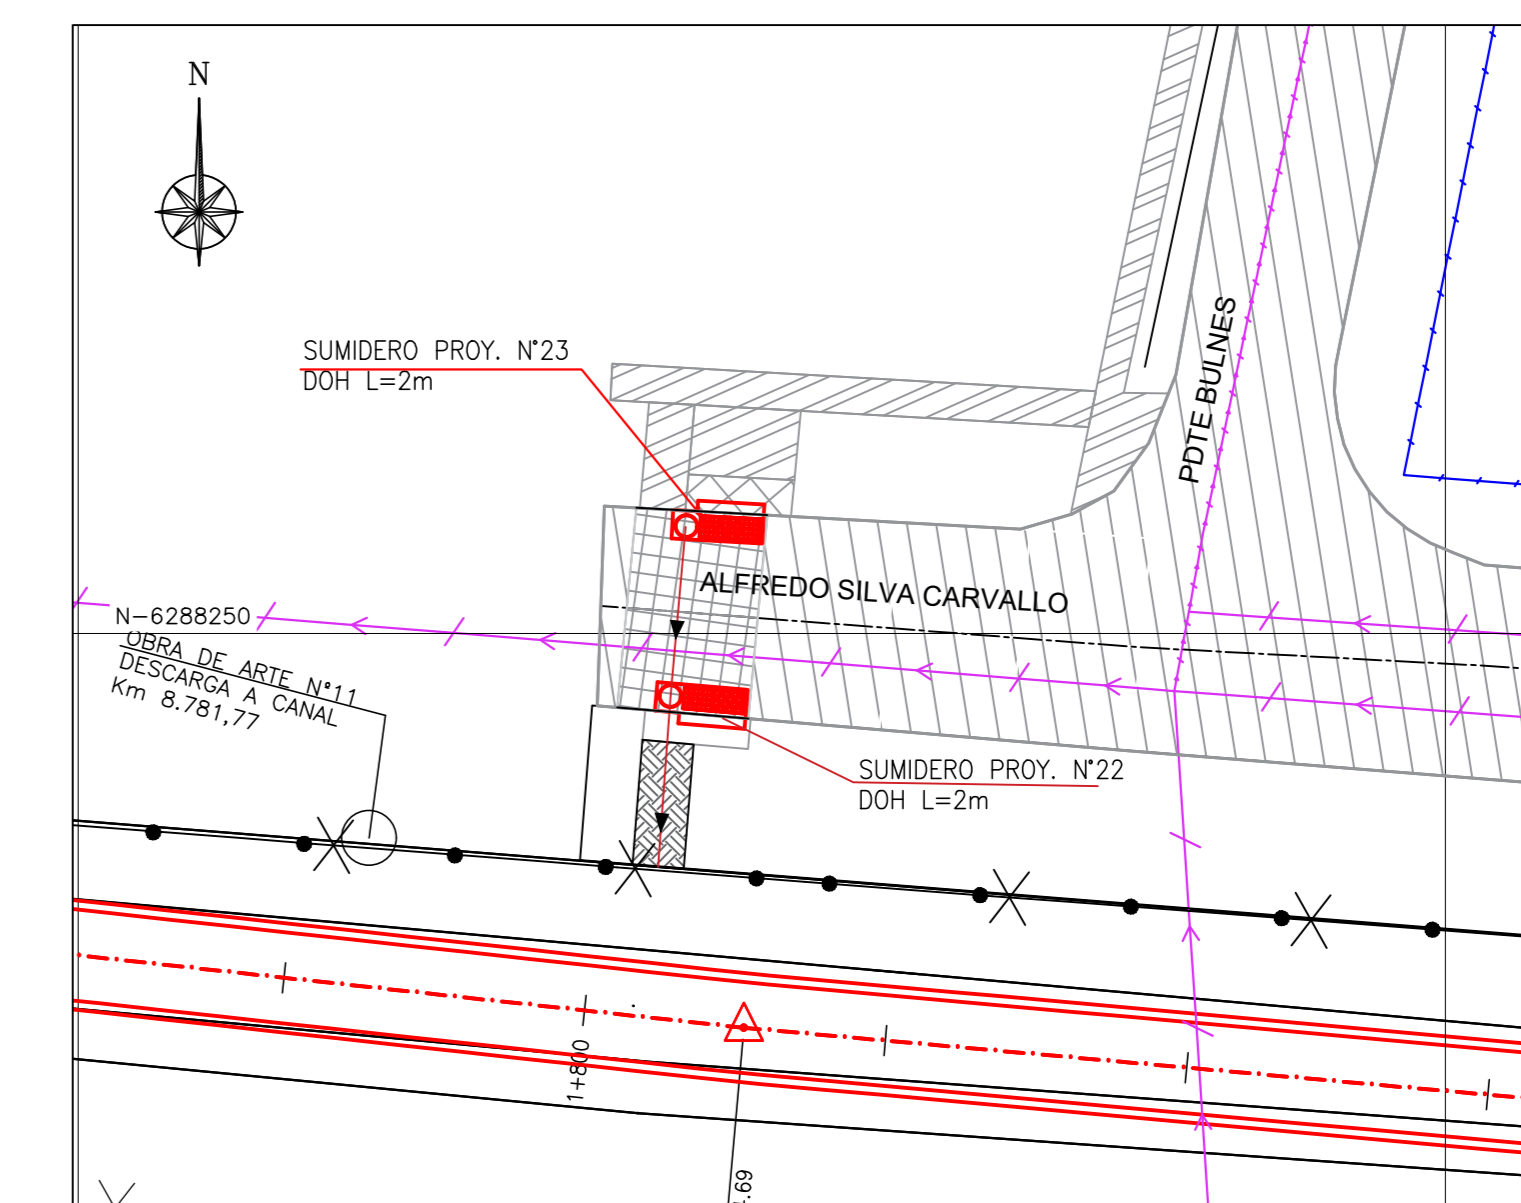 N
SUMIDERO PROY. N°23
DOH L=2m
PDTE BULNES
ALFREDO SILVA CARVALLO
N-6288250
OBRA DE ARTE N°11
DESCARGA A CANAL
Km 8.781,77
SUMIDERO PROY. N°22
DOH L=2m
1+800
.69